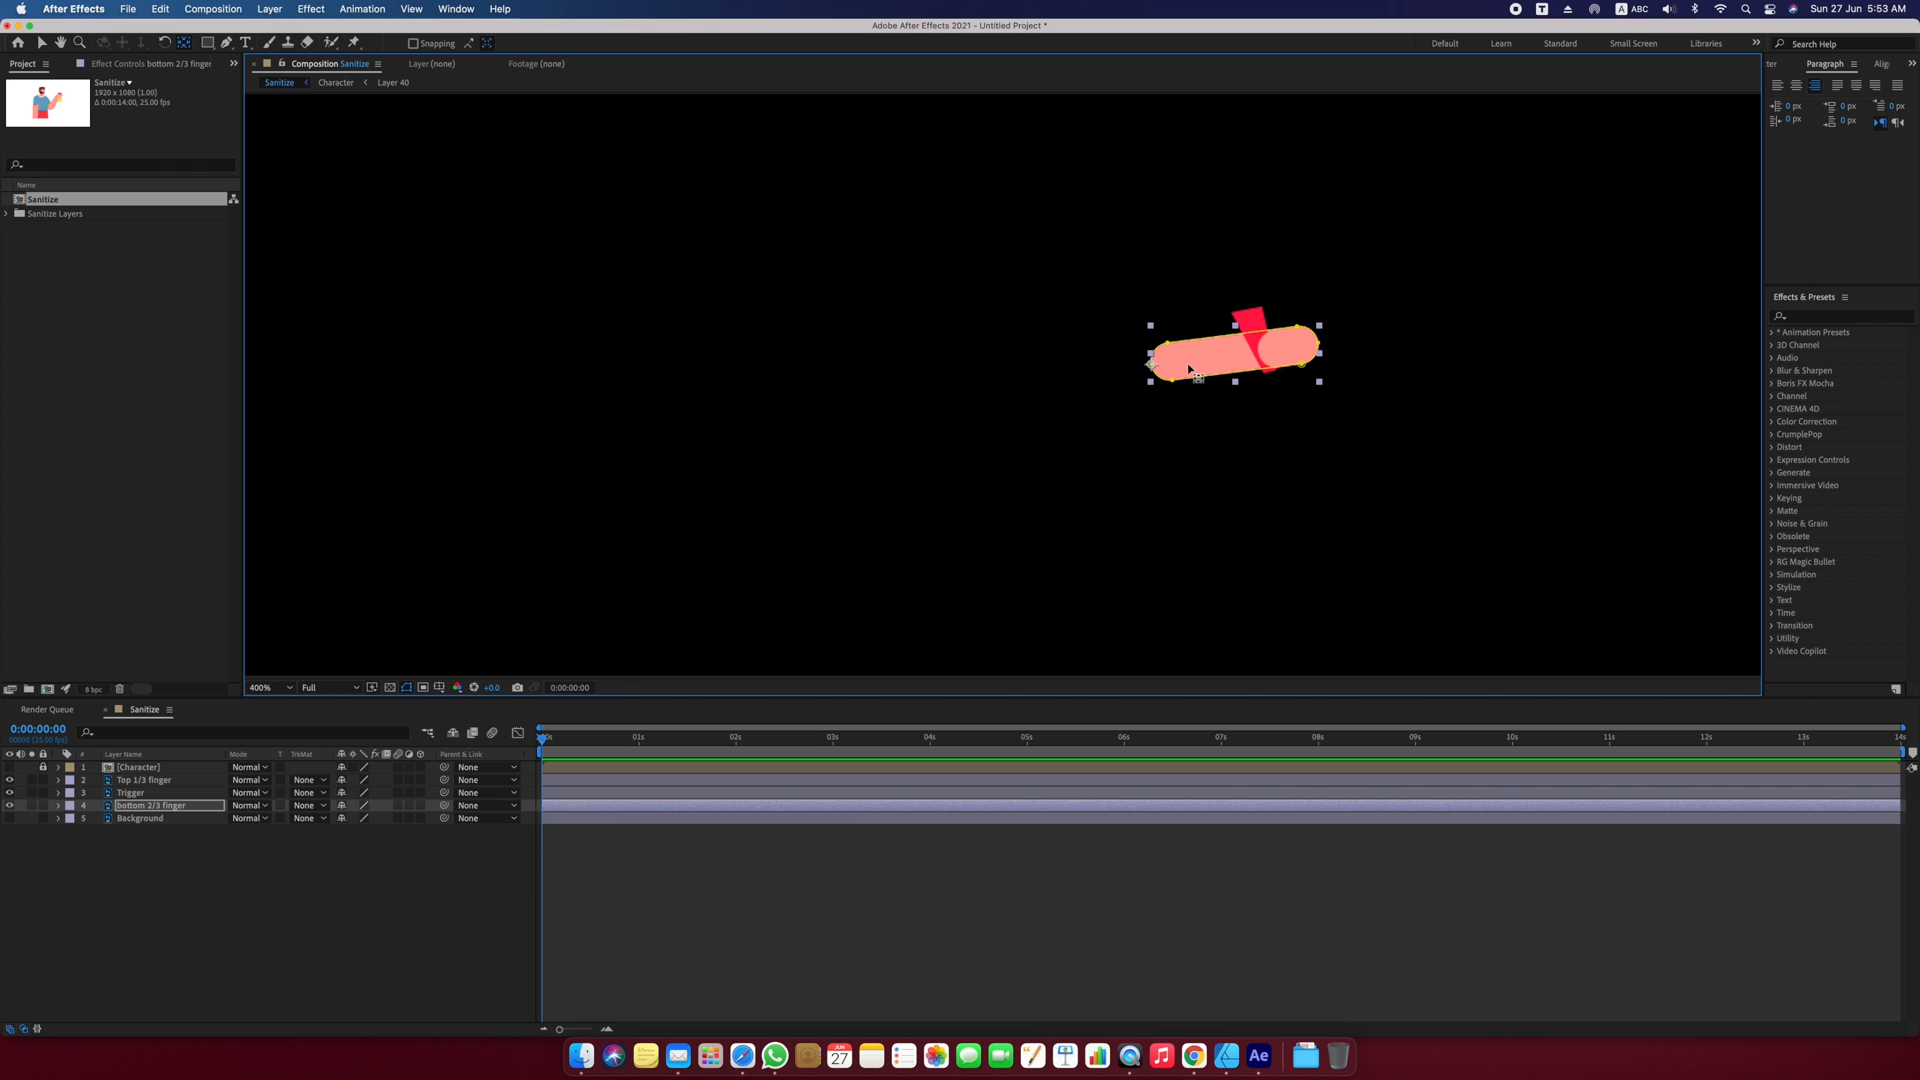 After Effects File Edit Composition Layer Effect Animation View Window Help
A ABC Sun 27 Jun 5:53 AM
Adobe After Effects 2021 - Untitled Project *
Snapping
Default Learn Standard Small Screen Libraries Search Help
Project Effect Controls bottom 2/3 finger
Composition Sanitize Layer (none) Footage (none)
ter Paragraph Alig
Sanitize Character Layer 40
Sanitize
1920 x 1080 (1.00)
Δ 0:00:14:00, 25.00 fps
0 px 0 px 0 px
0 px 0 px
Name
Sanitize
Sanitize Layers
Effects & Presets
* Animation Presets
3D Channel
Audio
Blur & Sharpen
Boris FX Mocha
Channel
CINEMA 4D
Color Correction
CrumplePop
Distort
Expression Controls
Generate
Immersive Video
Keying
Matte
Noise & Grain
Obsolete
Perspective
RG Magic Bullet
Simulation
Stylize
Text
Time
Transition
Utility
Video Copilot
8 bpc
400% Full +0.0 0:00:00:00
Render Queue Sanitize
0:00:00:00
00000 (25.00 fps)
01s 02s 03s 04s 05s 06s 07s 08s 09s 10s 11s 12s 13s 14s
# Layer Name Mode T TrkMat fx Parent & Link
1 [Character] Normal None
2 Top 1/3 finger Normal None None
3 Trigger Normal None None
4 bottom 2/3 finger Normal None None
5 Background Normal None None
JUN
27
Ae